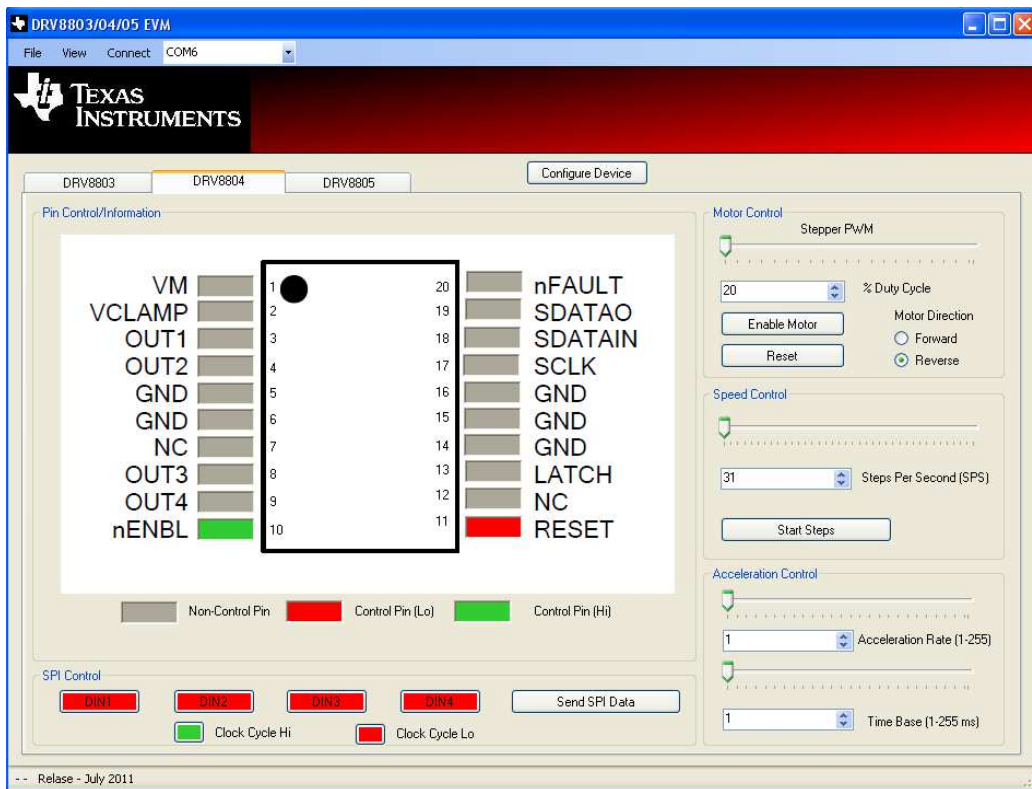 DRV8803/04/05 EVM
File View Connect COM6
TEXAS
INSTRUMENTS
DRV8803 DRV8804 DRV8805 Configure Device
Pin Control/Information
VM 1 20 nFAULT
VCLAMP 2 19 SDATAO
OUT1 3 18 SDATAIN
OUT2 4 17 SCLK
GND 5 16 GND
GND 6 15 GND
NC 7 14 GND
OUT3 8 13 LATCH
OUT4 9 12 NC
nENBL 10 11 RESET
Non-Control Pin Control Pin (Lo) Control Pin (Hi)
SPI Control
DIN1 DIN2 DIN3 DIN4 Send SPI Data
Clock Cycle Hi Clock Cycle Lo
Motor Control
Stepper PWM
20 % Duty Cycle
Enable Motor Motor Direction
Forward
Reset Reverse
Speed Control
31 Steps Per Second (SPS)
Start Steps
Acceleration Control
1 Acceleration Rate (1-255)
1 Time Base (1-255 ms)
- - Relase - July 2011